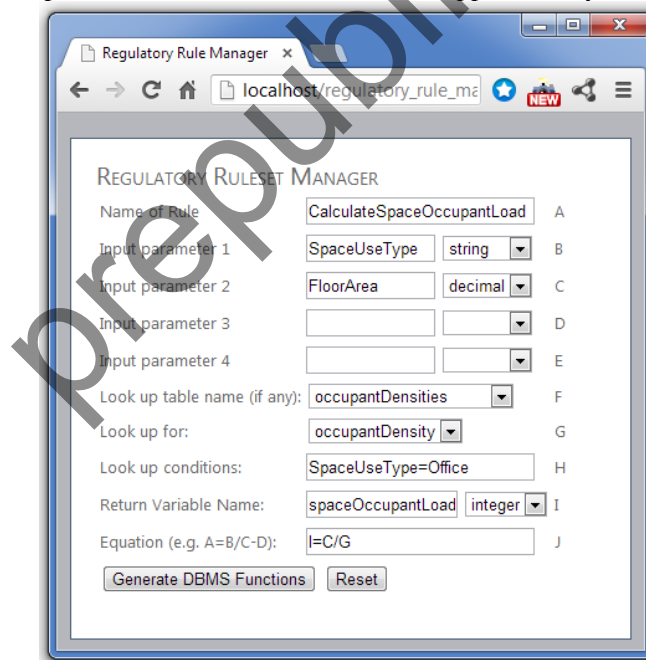 Regulatory Rule Manager
localhost/regulatory_rule_ma
NEW
REGULATORY RULESET MANAGER
Name of Rule CalculateSpaceOccupantLoad A
Input parameter 1 SpaceUseType string B
Input parameter 2 FloorArea decimal C
Input parameter 3 D
Input parameter 4 E
Look up table name (if any): occupantDensities F
Look up for: occupantDensity G
Look up conditions: SpaceUseType=Office H
Return Variable Name: spaceOccupantLoad integer I
Equation (e.g. A=B/C-D): I=C/G J
Generate DBMS Functions Reset